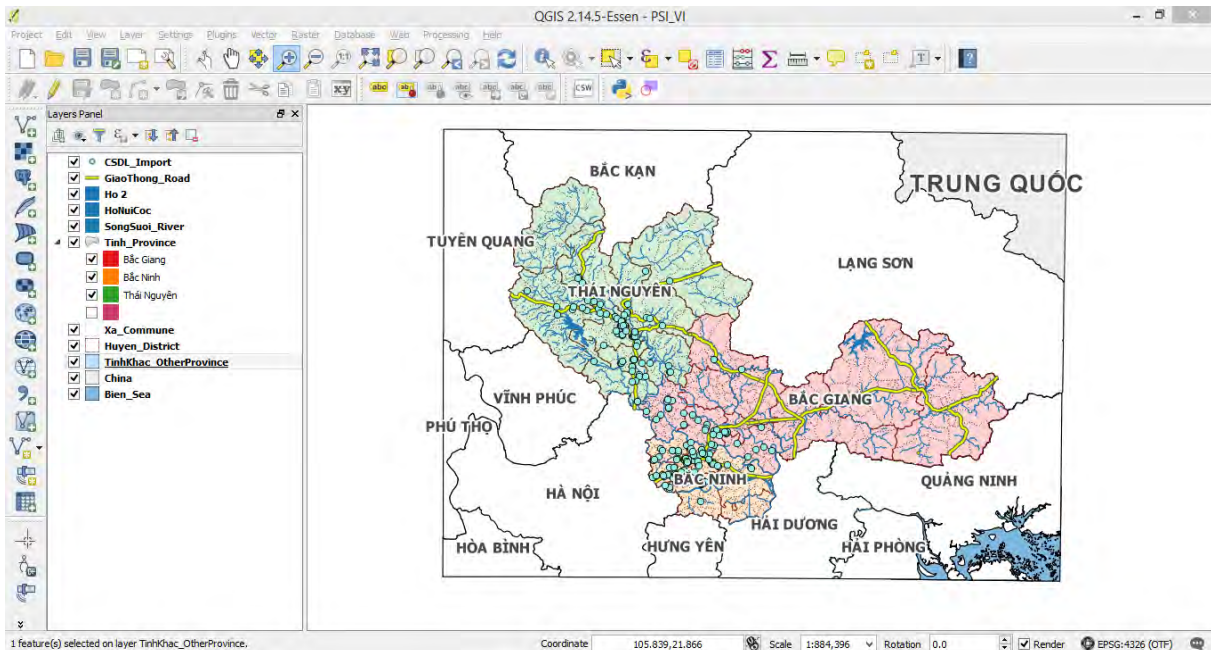 QGIS 2.14.5-Essen - PSI_VI
Project Edit View Layer Settings Plugins Vector Raster Database Web Processing Help
abc
CSW
Layers Panel
CSDL_Import
GiaoThong_Road
Ho 2
HoNuiCoc
SongSuoi_River
Tinh_Province
Bắc Giang
Bắc Ninh
Thái Nguyên
Xa_Commune
Huyen_District
TinhKhac_OtherProvince
China
Bien_Sea
BẮC KẠN
TRUNG QUỐC
TUYÊN QUANG
LẠNG SƠN
THÁI NGUYÊN
VĨNH PHÚC
BẮC GIANG
PHÚ THỌ
BẮC NINH
QUẢNG NINH
HÀ NỘI
HẢI DƯƠNG
HÒA BÌNH
HƯNG YÊN
HẢI PHÒNG
1 feature(s) selected on layer TinhKhac_OtherProvince.
Coordinate 105.839,21.866 Scale 1:884,396 Rotation 0.0 Render EPSG:4326 (OTF)